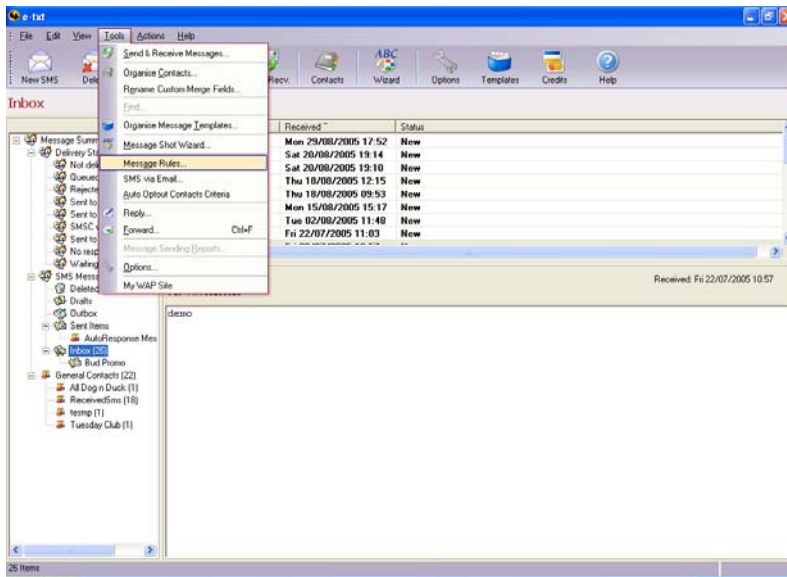 e-txt
File Edit View Tools Actions Help
New SMS Dele Recv. Contacts Wizard Options Templates Credits Help
ABC
Send & Receive Messages...
Organise Contacts...
Rename Custom Merge Fields...
Find...
Organise Message Templates...
Message Shot Wizard...
Message Rules...
SMS via Email...
Auto Optout Contacts Criteria
Reply...
Forward... Ctrl+F
Message Sending Reports...
Options...
My WAP Site
Inbox
Received Status
Mon 29/08/2005 17:52 New
Sat 20/08/2005 19:14 New
Sat 20/08/2005 19:10 New
Thu 18/08/2005 12:15 New
Thu 18/08/2005 09:53 New
Mon 15/08/2005 15:17 New
Tue 02/08/2005 11:48 New
Fri 22/07/2005 11:03 New
Message Summ
Delivery Sta
Not deli
Queued
Rejecte
Sent to
Sent to
SMSC
Sent to
No resp
Waiting
SMS Messa
Deleted
Drafts
Outbox
Sent Items
AutoResponse Mes
Inbox (26)
Bud Promo
General Contacts (22)
All Dog n Duck (1)
ReceivedSms (18)
Tuesday Club (1)
Received: Fri 22/07/2005 10:57
demo
26 Items